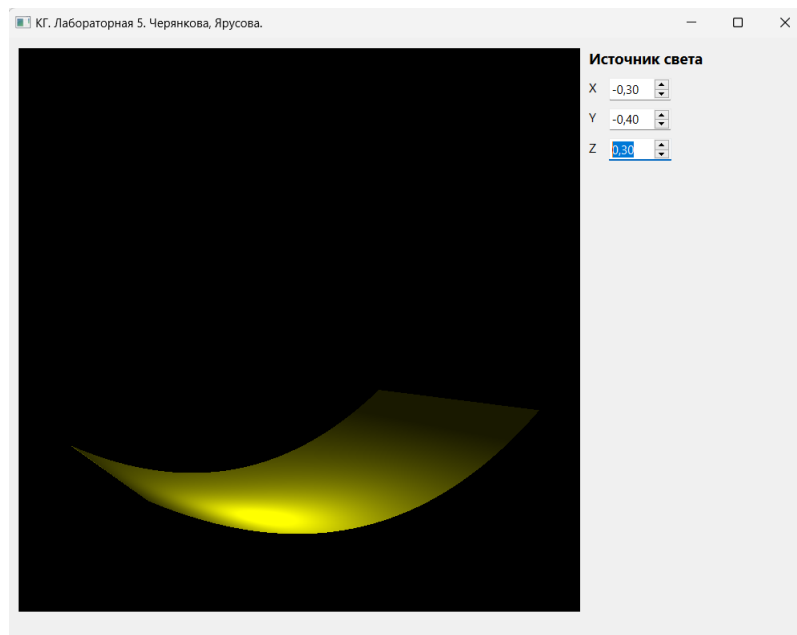 КГ. Лабораторная 5. Черянкова, Ярусова.
Источник света
X -0,30
Y -0,40
Z 0,30